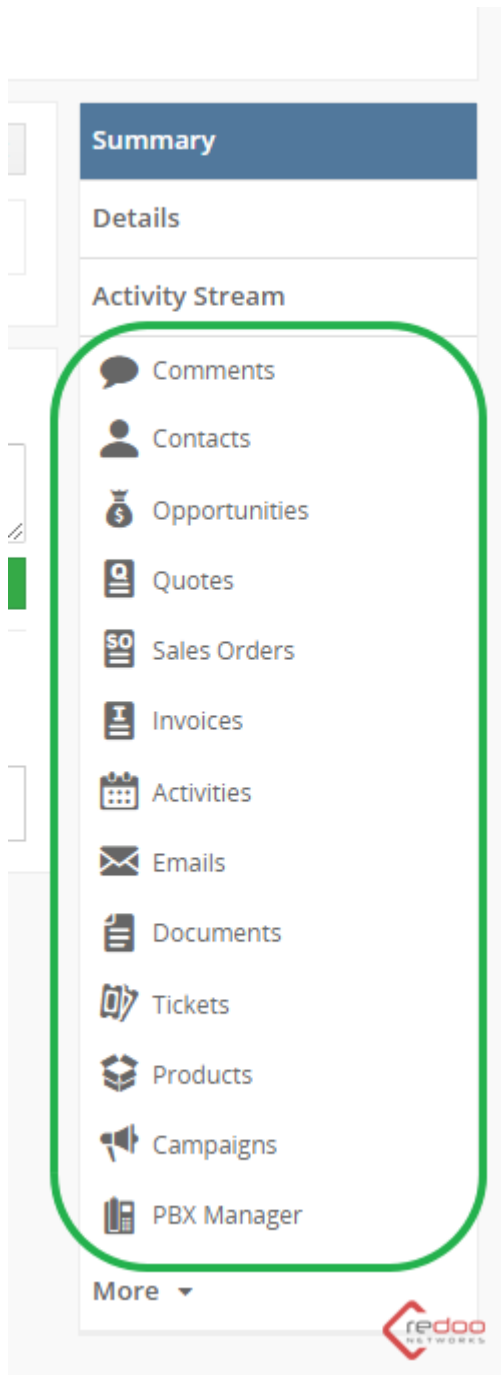 Summary
Details
Activity Stream
Comments
Contacts
$
Opportunities
Q
Quotes
SO
Sales Orders
I
Invoices
Activities
Emails
Documents
Tickets
Products
Campaigns
PBX Manager
More
redoo
NETWORKS